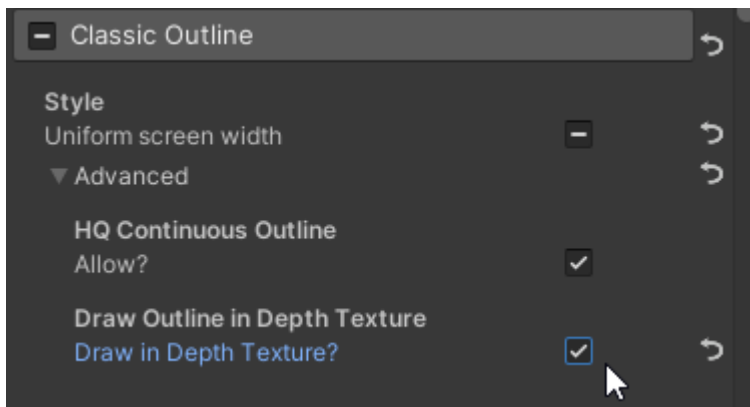 Classic Outline
Style
Uniform screen width
Advanced
HQ Continuous Outline
Allow?
Draw Outline in Depth Texture
Draw in Depth Texture?